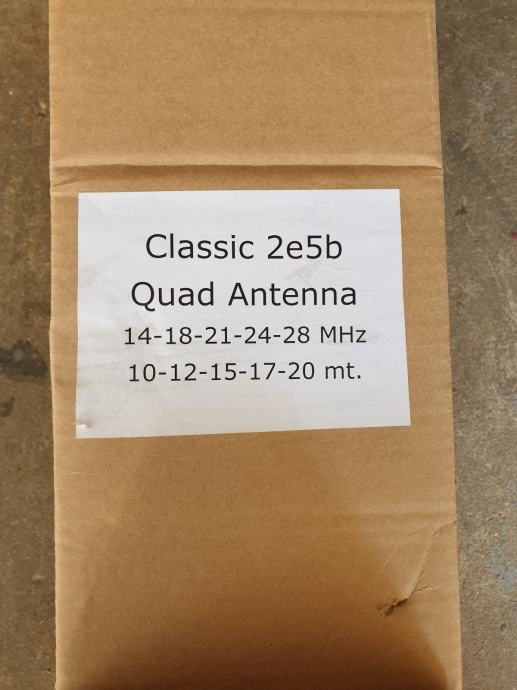 Classic 2e5b
Quad Antenna
14-18-21-24-28 MHz
10-12-15-17-20 mt.